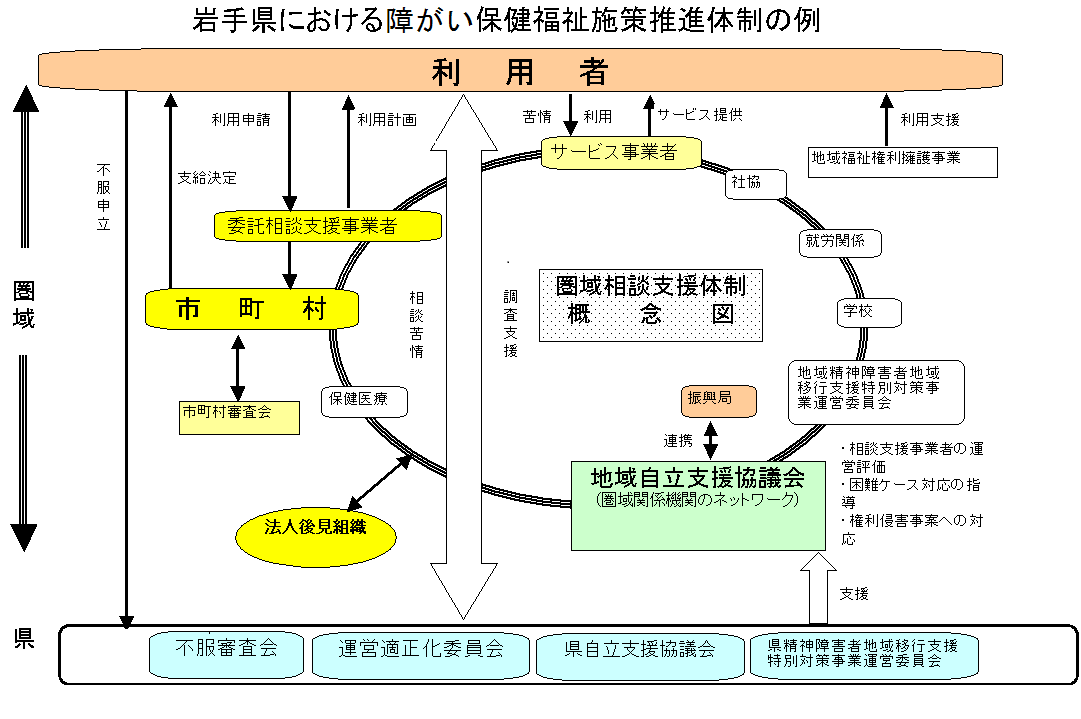 岩手県における障がい保健福祉施策推進体制の例
利　用　者
利用申請
利用計画
苦情
利用
サービス提供
利用支援
サービス事業者
地域福祉権利擁護事業
不服申立
支給決定
社協
委託相談支援事業者
就労関係
圏域
市　町　村
相談苦情
調査支援
圏域相談支援体制
概　念　図
学校
地域精神障害者地域
移行支援特別対策事
業運営委員会
保健医療
振興局
市町村審査会
連携
・相談支援事業者の運
営評価
・困難ケース対応の指
導
・権利侵害事案への対
応
地域自立支援協議会
(圏域関係機関のネットワーク)
法人後見組織
支援
県
不服審査会
運営適正化委員会
県自立支援協議会
県精神障害者地域移行支援
特別対策事業運営委員会